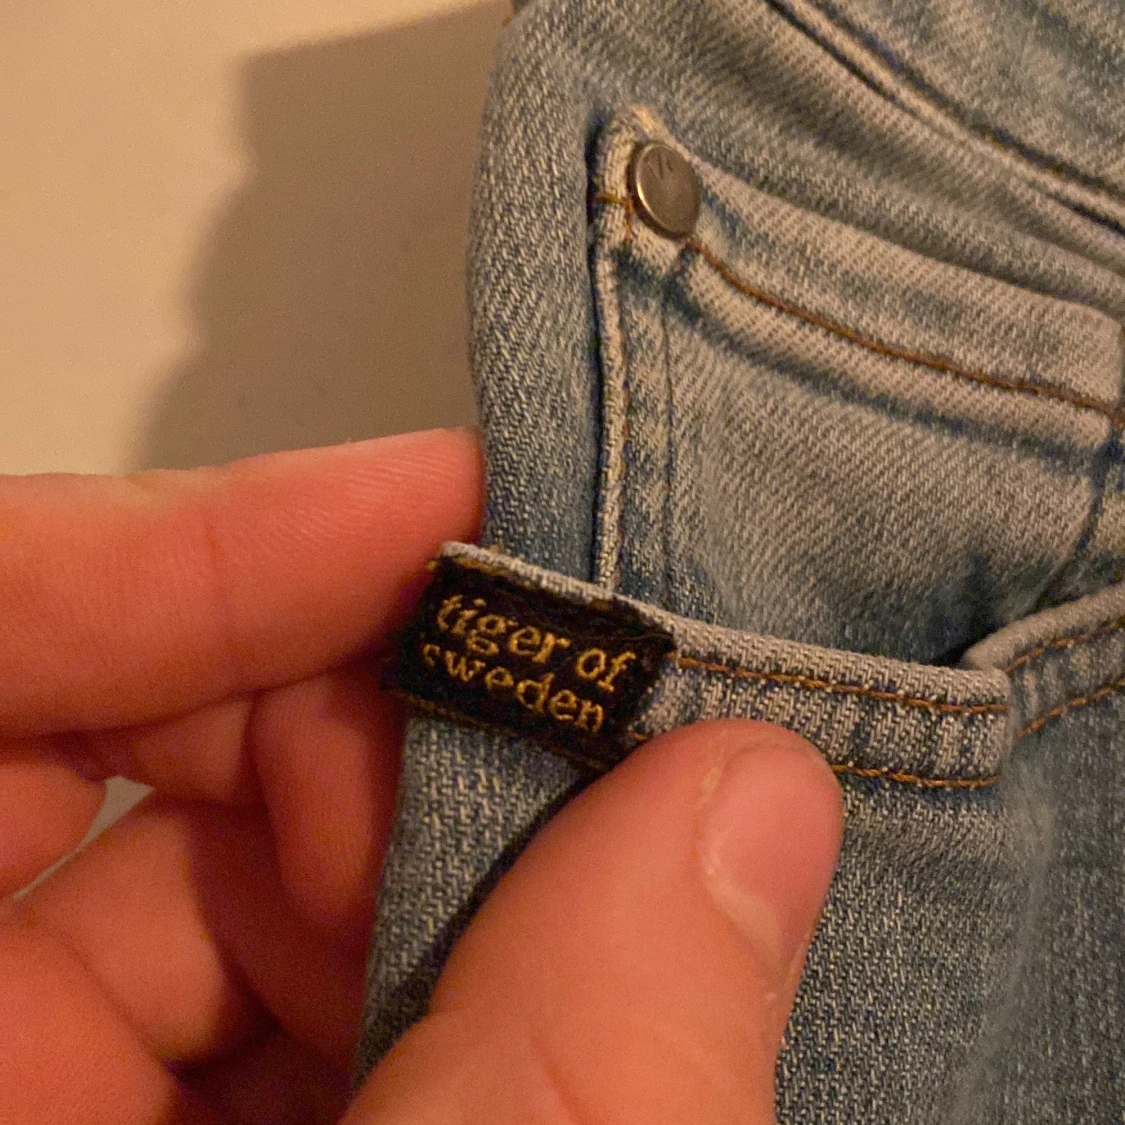 tiger of
sweden